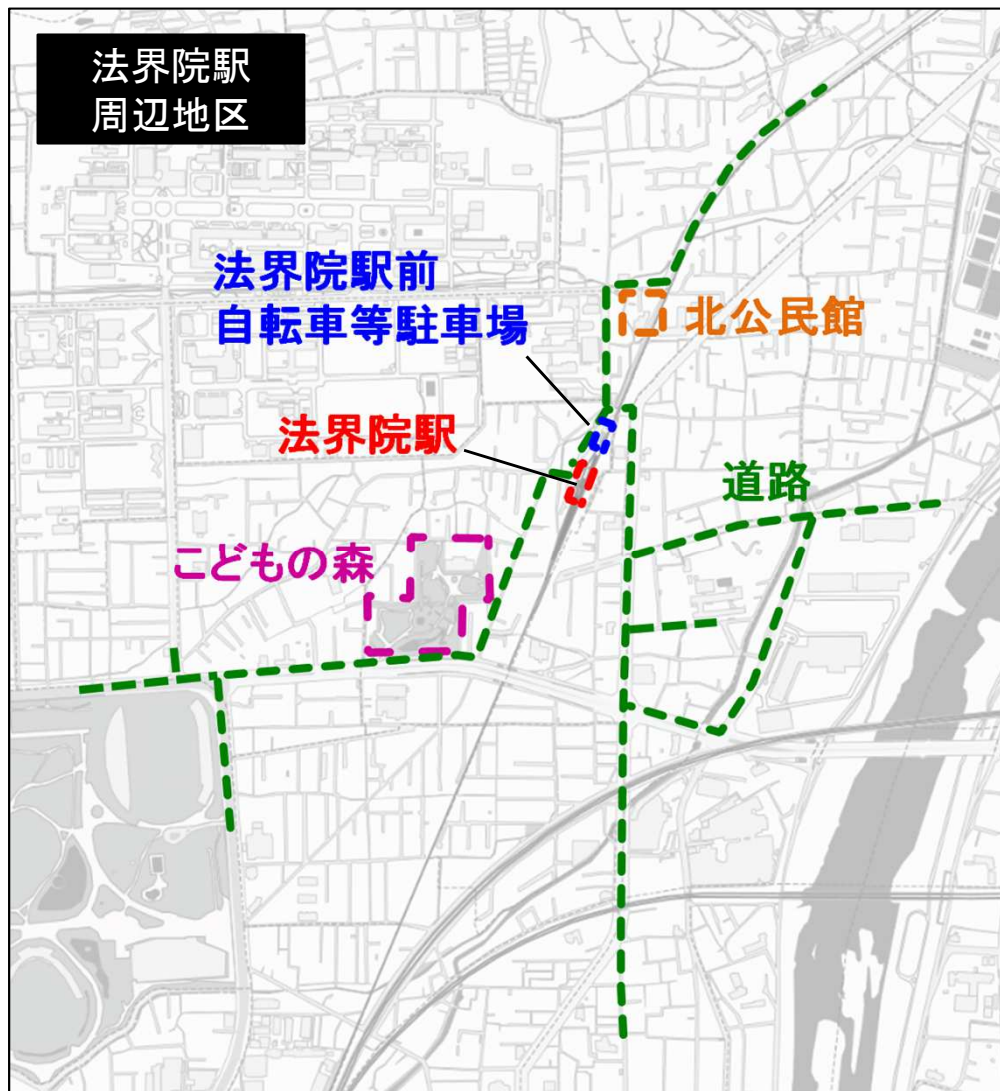 法界院駅
周辺地区
法界院駅前
自転車等駐車場
北公民館
法界院駅
道路
こどもの森